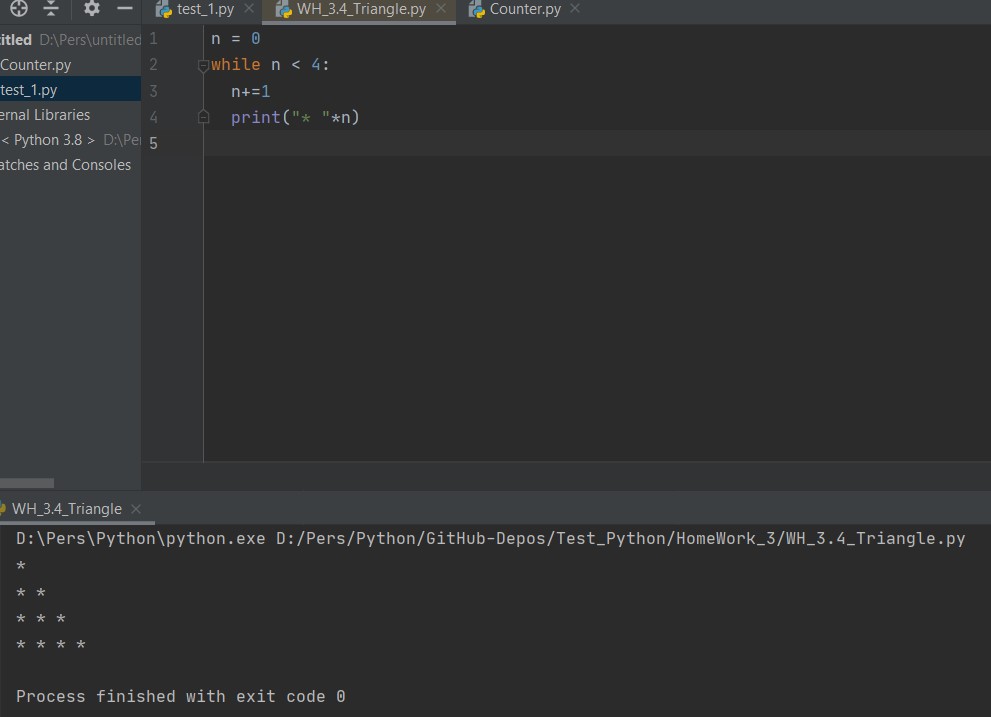 test_1.py
WH_3.4_Triangle.py
Counter.py
itled D:\Pers\untitled
Counter.py
test_1.py
ernal Libraries
< Python 3.8 > D:\Per
atches and Consoles
1 n = 0
2 while n < 4:
3 n+=1
4 print("* "*n)
5
WH_3.4_Triangle
D:\Pers\Python\python.exe D:/Pers/Python/GitHub-Depos/Test_Python/HomeWork_3/WH_3.4_Triangle.py
*
* *
* * *
* * * *
Process finished with exit code 0